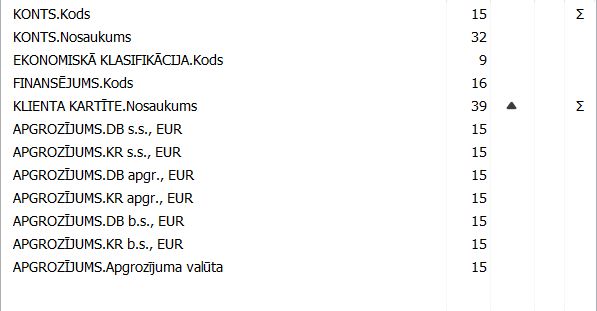 KONTS.Kods 15 Σ
KONTS.Nosaukums 32
EKONOMISKĀ KLASIFIKĀCIJA.Kods 9
FINANSĒJUMS.Kods 16
KLIENTA KARTĪTE.Nosaukums 39 ▲ Σ
APGROZĪJUMS.DB s.s., EUR 15
APGROZĪJUMS.KR s.s., EUR 15
APGROZĪJUMS.DB apgr., EUR 15
APGROZĪJUMS.KR apgr., EUR 15
APGROZĪJUMS.DB b.s., EUR 15
APGROZĪJUMS.KR b.s., EUR 15
APGROZĪJUMS.Apgrozījuma valūta 15